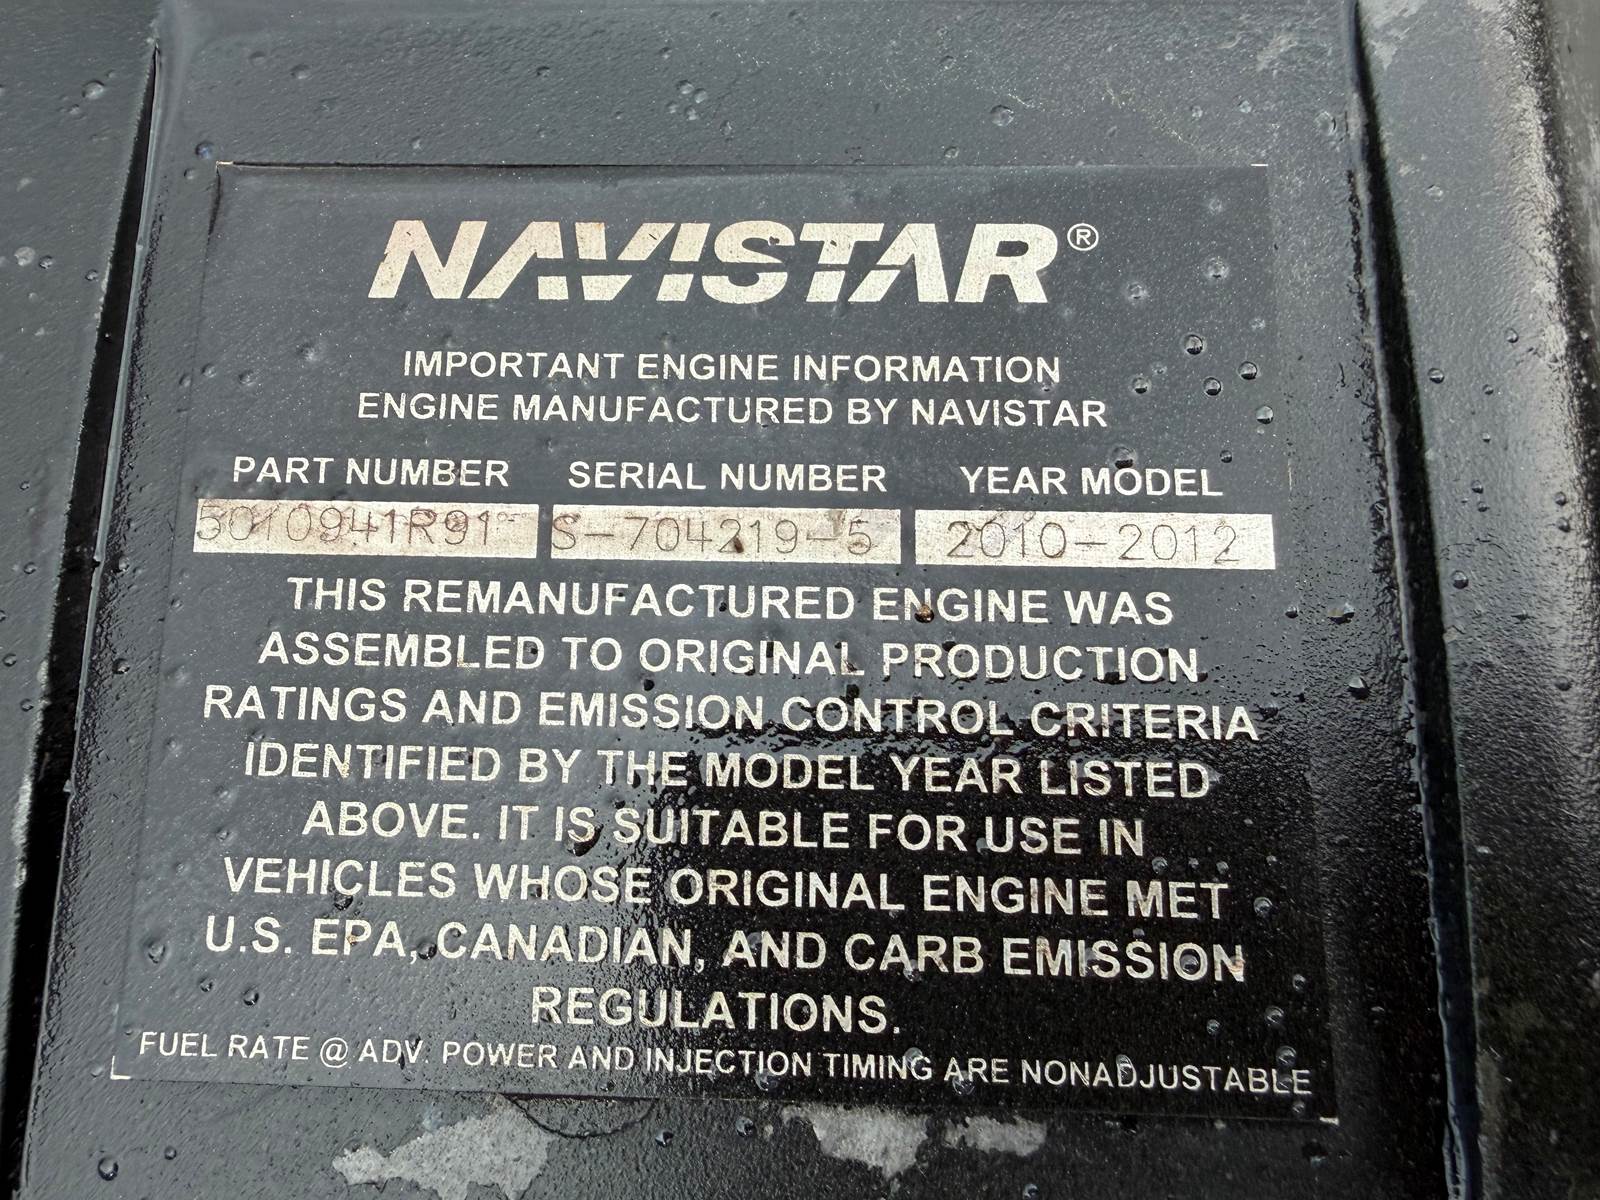 NAVISTAR®
IMPORTANT ENGINE INFORMATION
ENGINE MANUFACTURED BY NAVISTAR
PART NUMBER SERIAL NUMBER YEAR MODEL
5010941R91 S-704219-5 2010-2012
THIS REMANUFACTURED ENGINE WAS
ASSEMBLED TO ORIGINAL PRODUCTION
RATINGS AND EMISSION CONTROL CRITERIA
IDENTIFIED BY THE MODEL YEAR LISTED
ABOVE. IT IS SUITABLE FOR USE IN
VEHICLES WHOSE ORIGINAL ENGINE MET
U.S. EPA, CANADIAN, AND CARB EMISSION
REGULATIONS.
FUEL RATE @ ADV. POWER AND INJECTION TIMING ARE NONADJUSTABLE